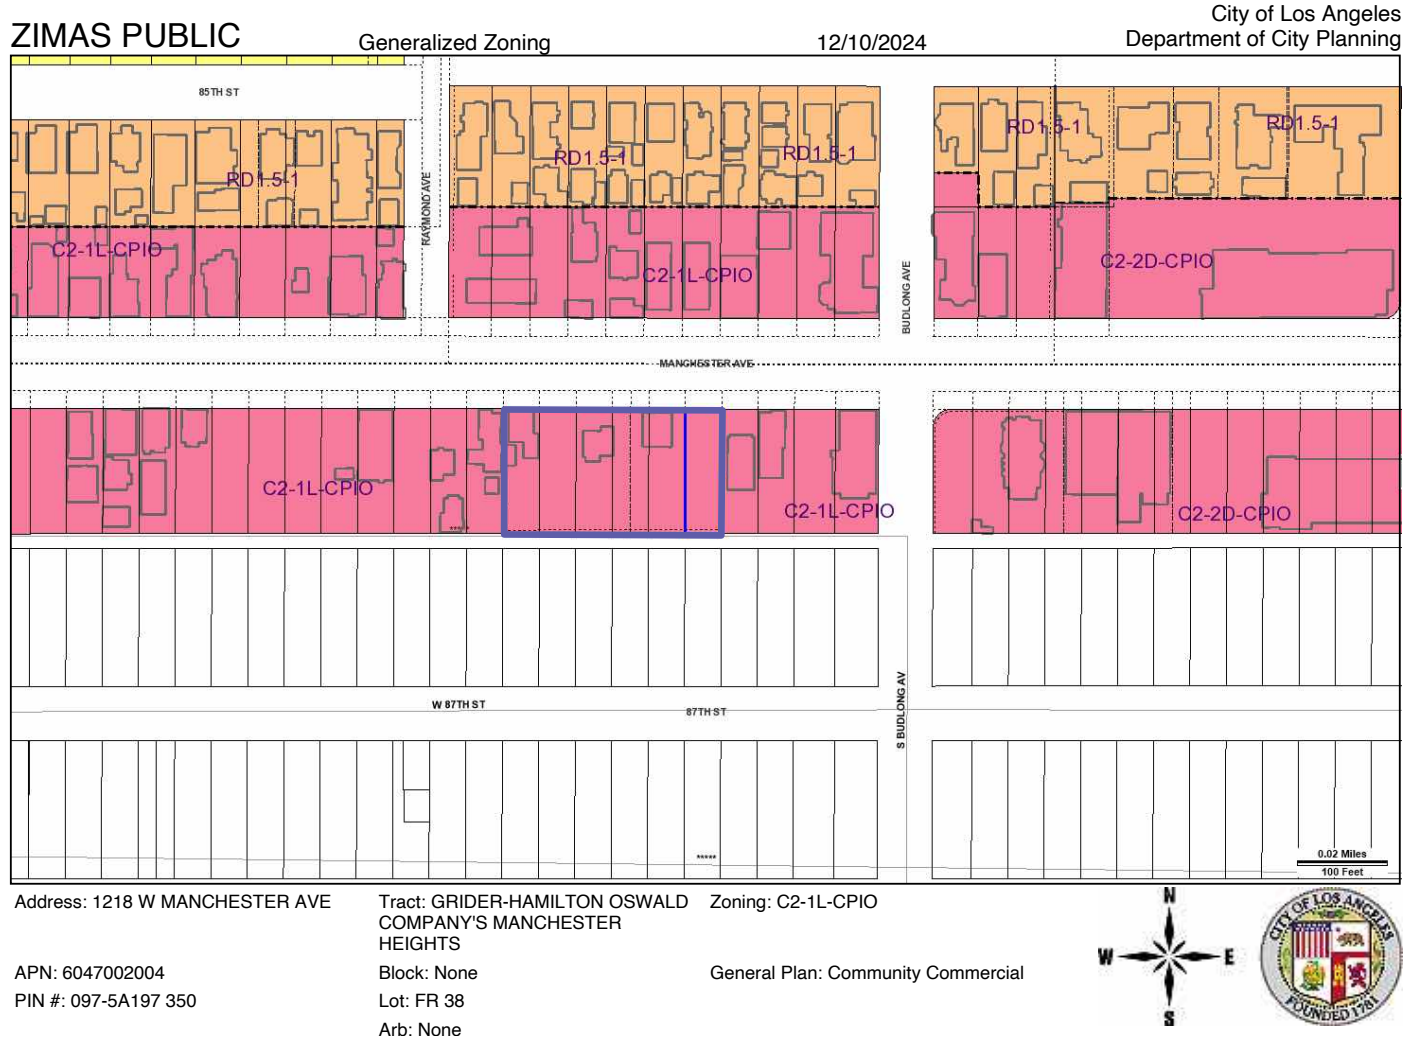 City of Los Angeles
ZIMAS PUBLIC
Generalized Zoning
12/10/2024
Department of City Planning
85TH ST
RD1.5-1
RD1.5-1
RD1.5-1
RD1.5-1
RD1.5-1
RAYMOND AVE
C2-1L-CPIO
C2-1L-CPIO
BUDLONG AVE
C2-2D-CPIO
MANCHESTER AVE
C2-1L-CPIO
*****
C2-1L-CPIO
C2-2D-CPIO
W 87TH ST
87TH ST
S BUDLONG AV
*****
0.02 Miles
100 Feet
Address: 1218 W MANCHESTER AVE
Tract: GRIDER-HAMILTON OSWALD
COMPANY'S MANCHESTER
HEIGHTS
Zoning: C2-1L-CPIO
APN: 6047002004
Block: None
General Plan: Community Commercial
PIN #: 097-5A197 350
Lot: FR 38
Arb: None
N
W
E
S
CITY OF LOS ANGELES
FOUNDED 1781